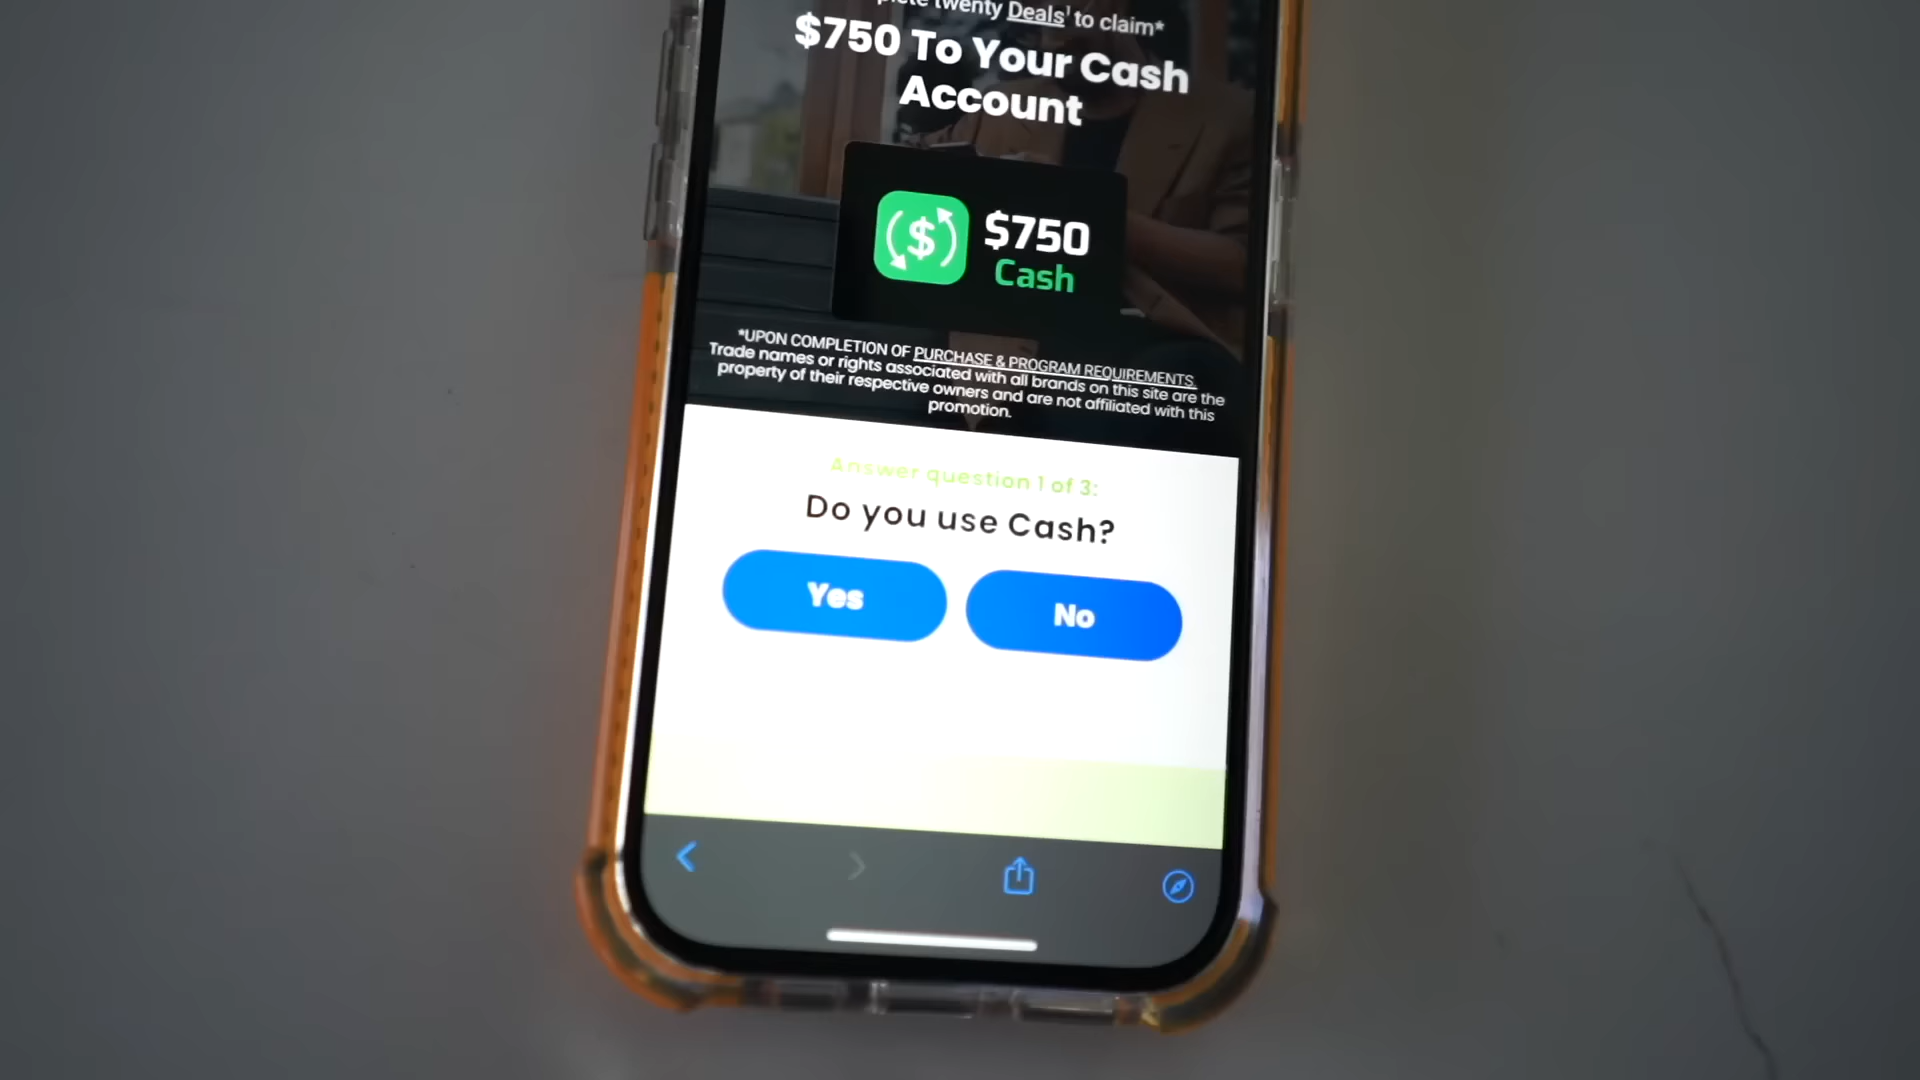 twenty Deals¹ to claim*
$750 To Your Cash
Account
$
$750
Cash
*UPON COMPLETION OF PURCHASE & PROGRAM REQUIREMENTS.
Trade names or rights associated with all brands on this site are the
property of their respective owners and are not affiliated with this
promotion.
Answer question 1 of 3:
Do you use Cash?
Yes
No